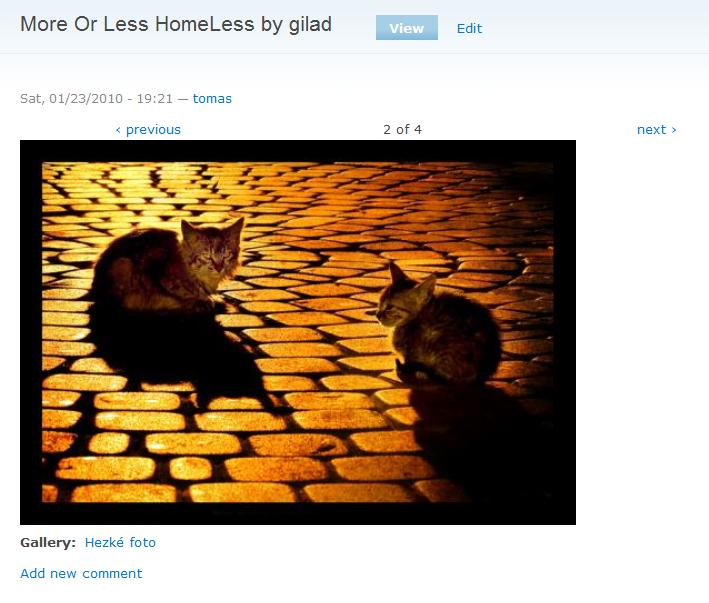 More Or Less HomeLess by gilad View Edit
Sat, 01/23/2010 - 19:21 — tomas
‹ previous 2 of 4 next ›
Gallery: Hezké foto
Add new comment